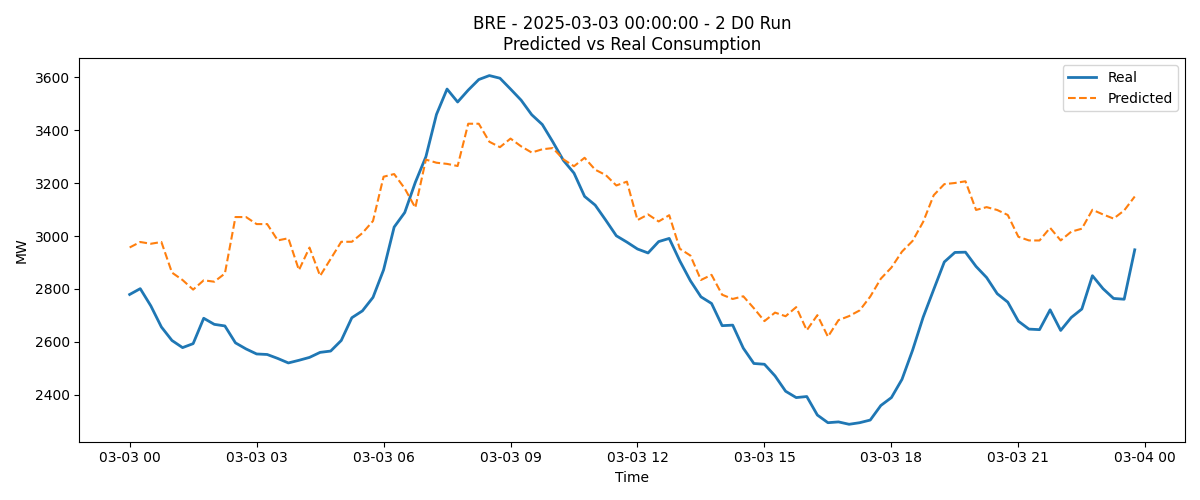 BRE - 2025-03-03 00:00:00 - 2 D0 Run
Predicted vs Real Consumption
Real
Predicted
MW
3600
3400
3200
3000
2800
2600
2400
03-03 00
03-03 03
03-03 06
03-03 09
03-03 12
03-03 15
03-03 18
03-03 21
03-04 00
Time